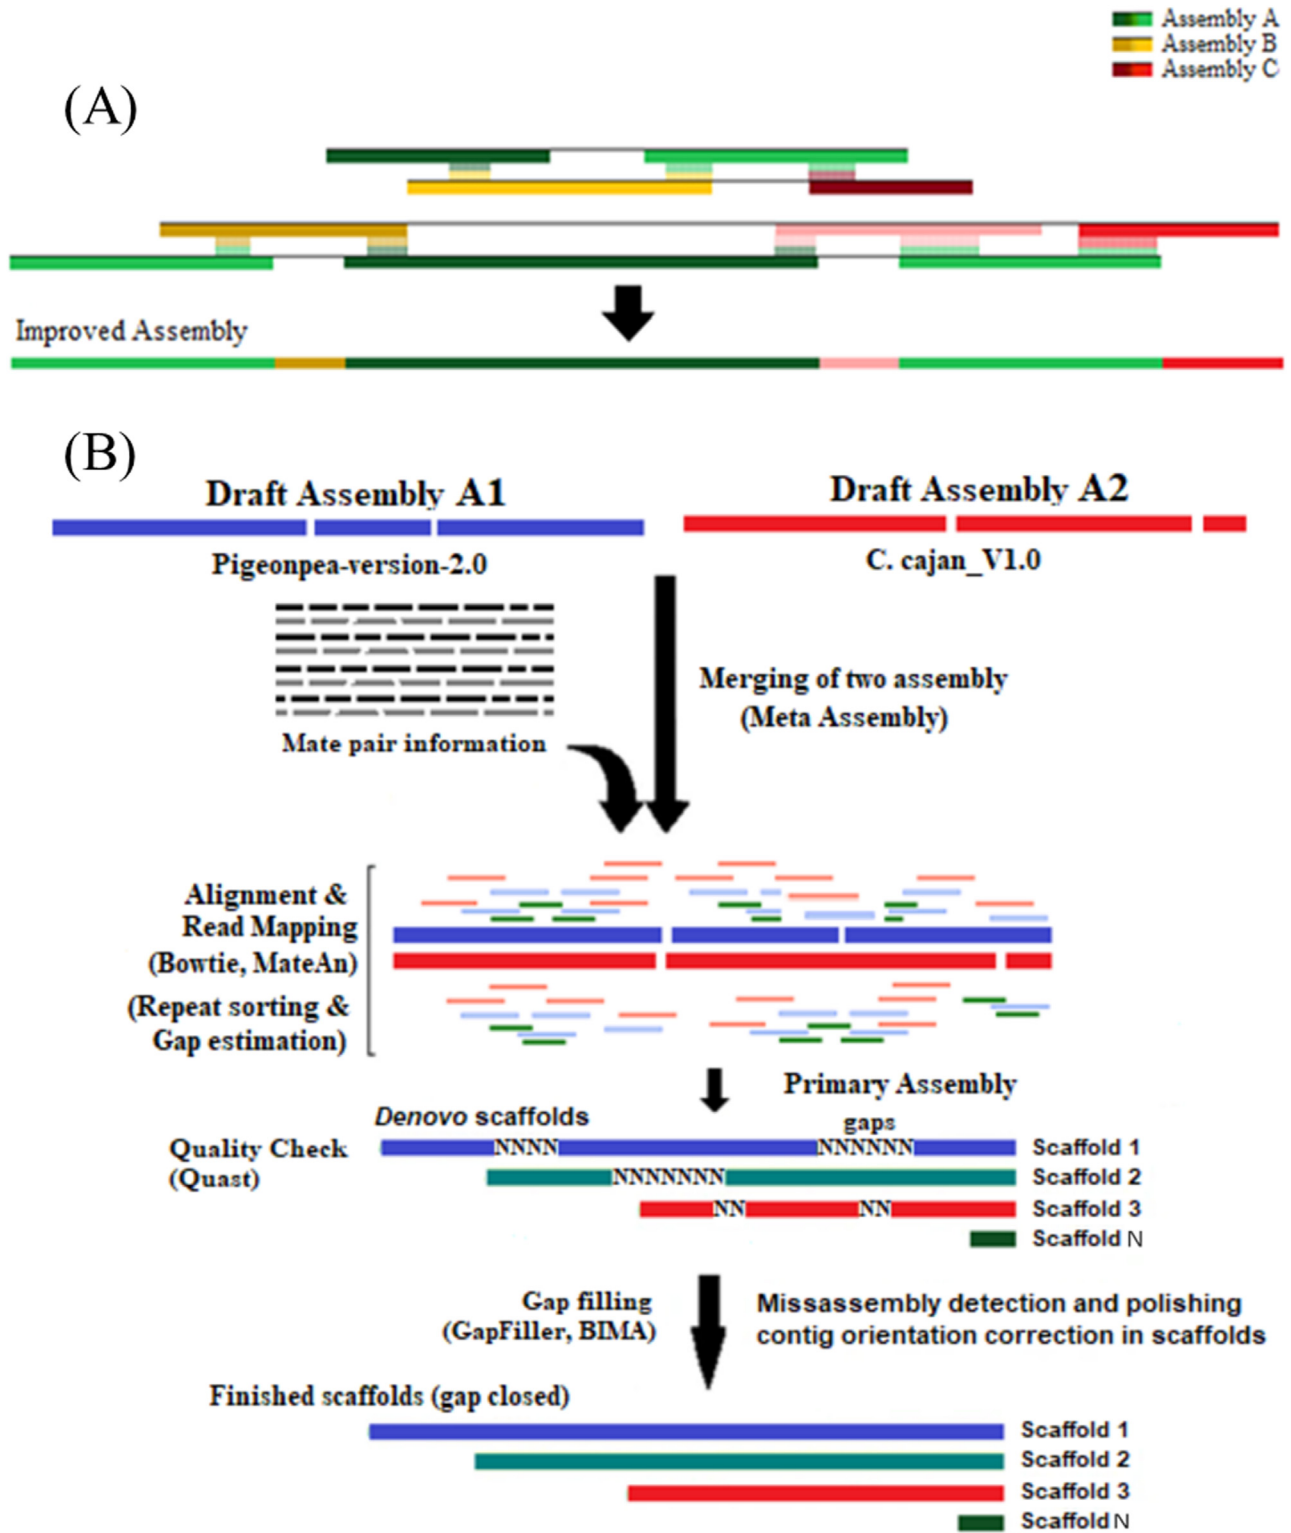 Assembly A
Assembly B
Assembly C
(A)
Improved Assembly
(B)
Draft Assembly A1
Draft Assembly A2
Pigeonpea-version-2.0
C. cajan_V1.0
Merging of two assembly
(Meta Assembly)
Mate pair information
Alignment &
Read Mapping
(Bowtie, MateAn)
(Repeat sorting &
Gap estimation)
Primary Assembly
Denovo scaffolds
gaps
Quality Check
(Quast)
NNNN NNNNNN Scaffold 1
NNNNNNN Scaffold 2
NN NN Scaffold 3
Scaffold N
Gap filling
(GapFiller, BIMA)
Missassembly detection and polishing
contig orientation correction in scaffolds
Finished scaffolds (gap closed)
Scaffold 1
Scaffold 2
Scaffold 3
Scaffold N